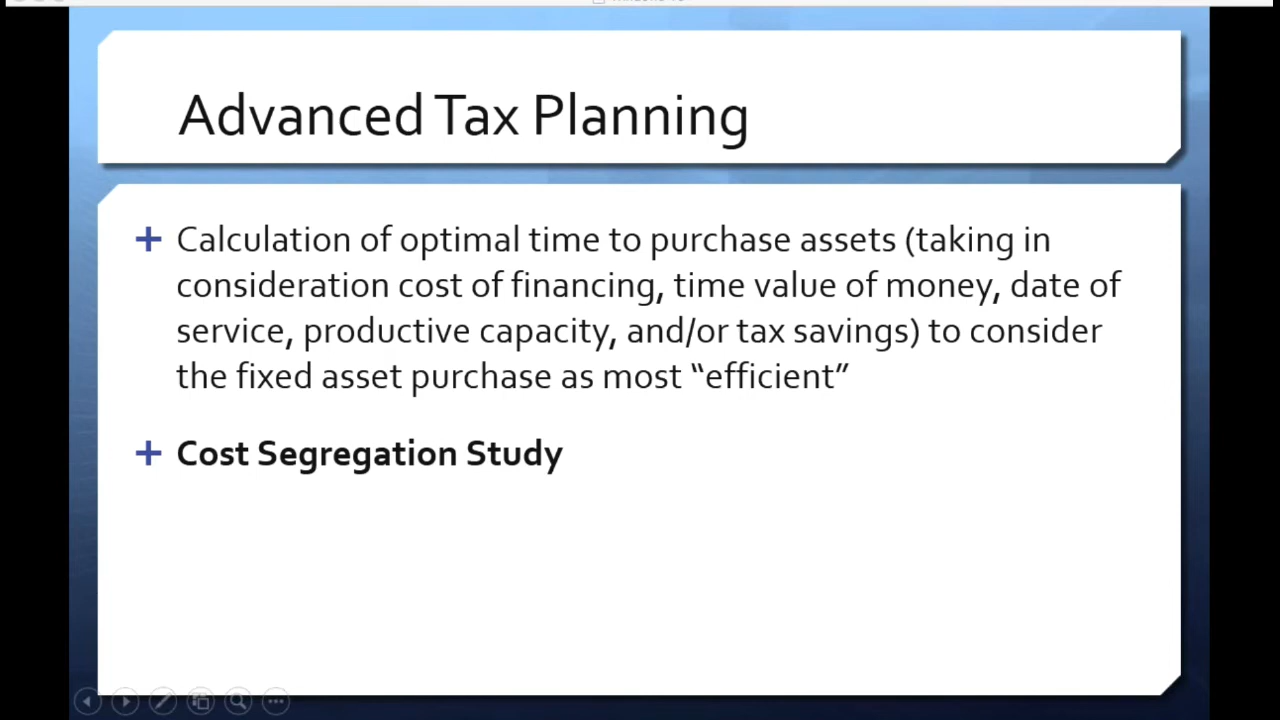 Advanced Tax Planning
Calculation of optimal time to purchase assets (taking in
consideration cost of financing, time value of money, date of
service, productive capacity, and/or tax savings) to consider
the fixed asset purchase as most “efficient”
Cost Segregation Study